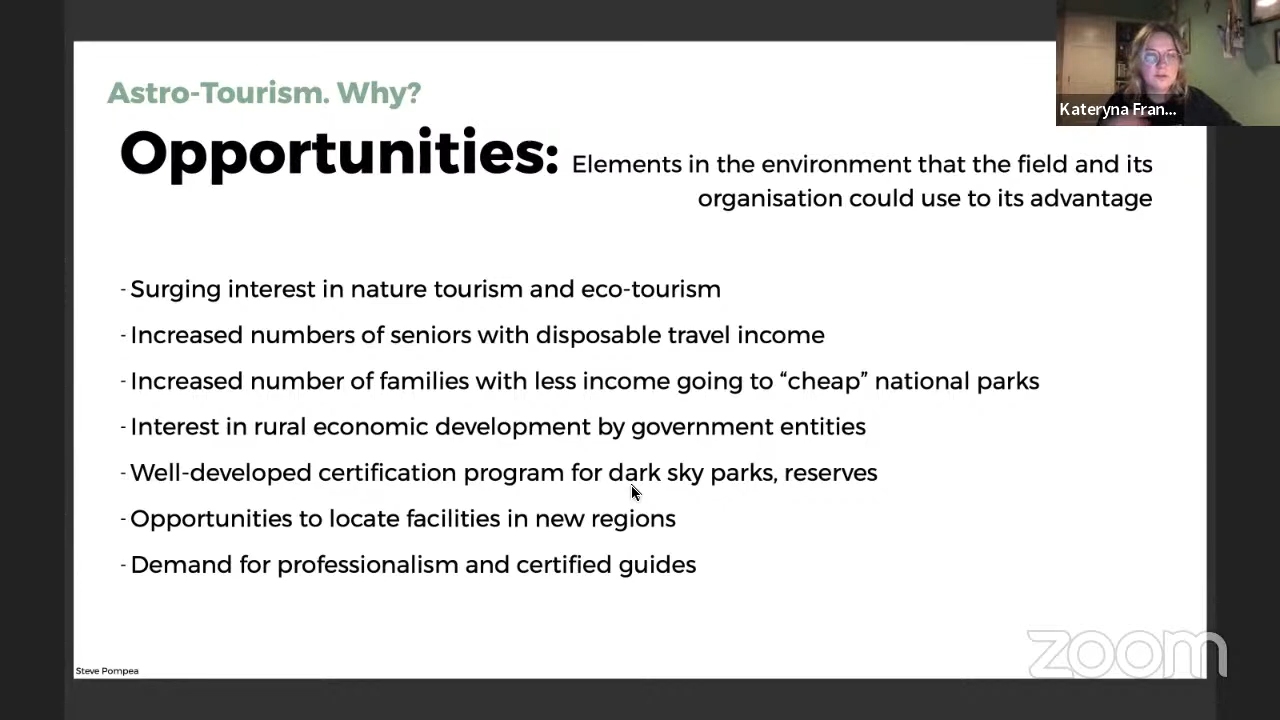 Astro-Tourism. Why?
Opportunities: Elements in the environment that the field and its
organisation could use to its advantage
- Surging interest in nature tourism and eco-tourism
- Increased numbers of seniors with disposable travel income
- Increased number of families with less income going to “cheap” national parks
- Interest in rural economic development by government entities
- Well-developed certification program for dark sky parks, reserves
- Opportunities to locate facilities in new regions
- Demand for professionalism and certified guides
Steve Pompea
Kateryna Fran...
zoom